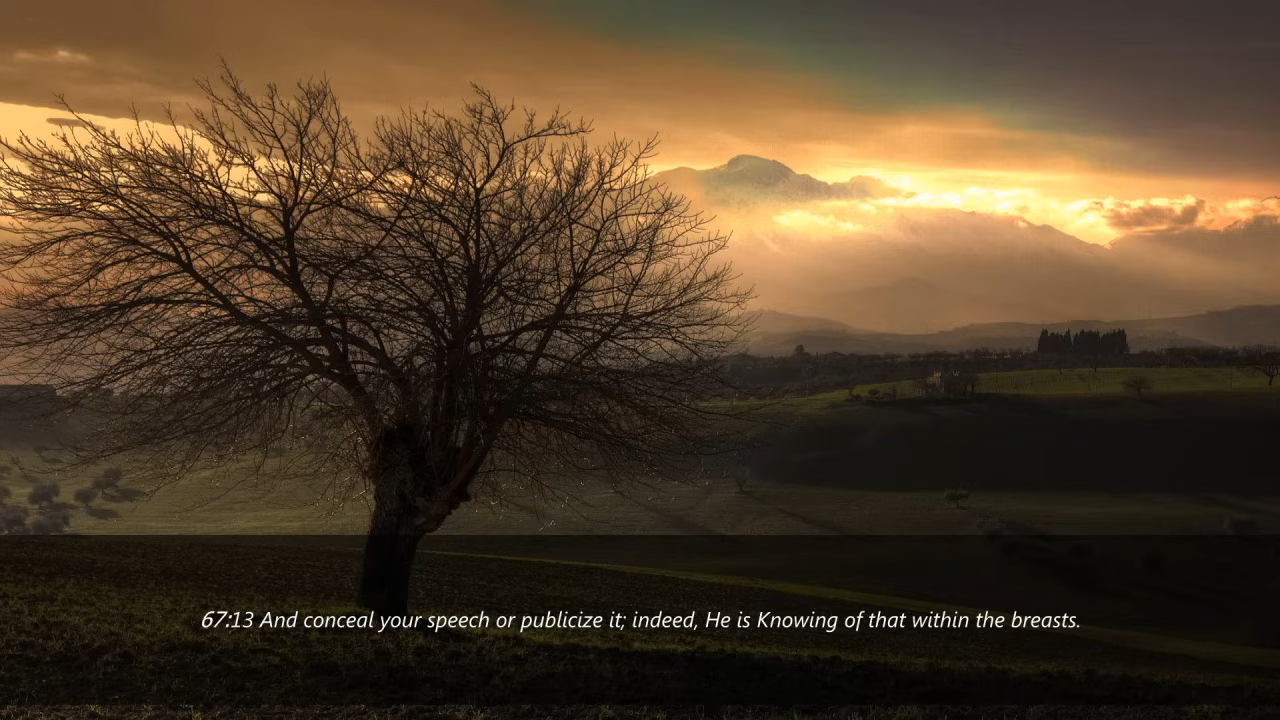 67:13 And conceal your speech or publicize it; indeed, He is Knowing of that within the breasts.